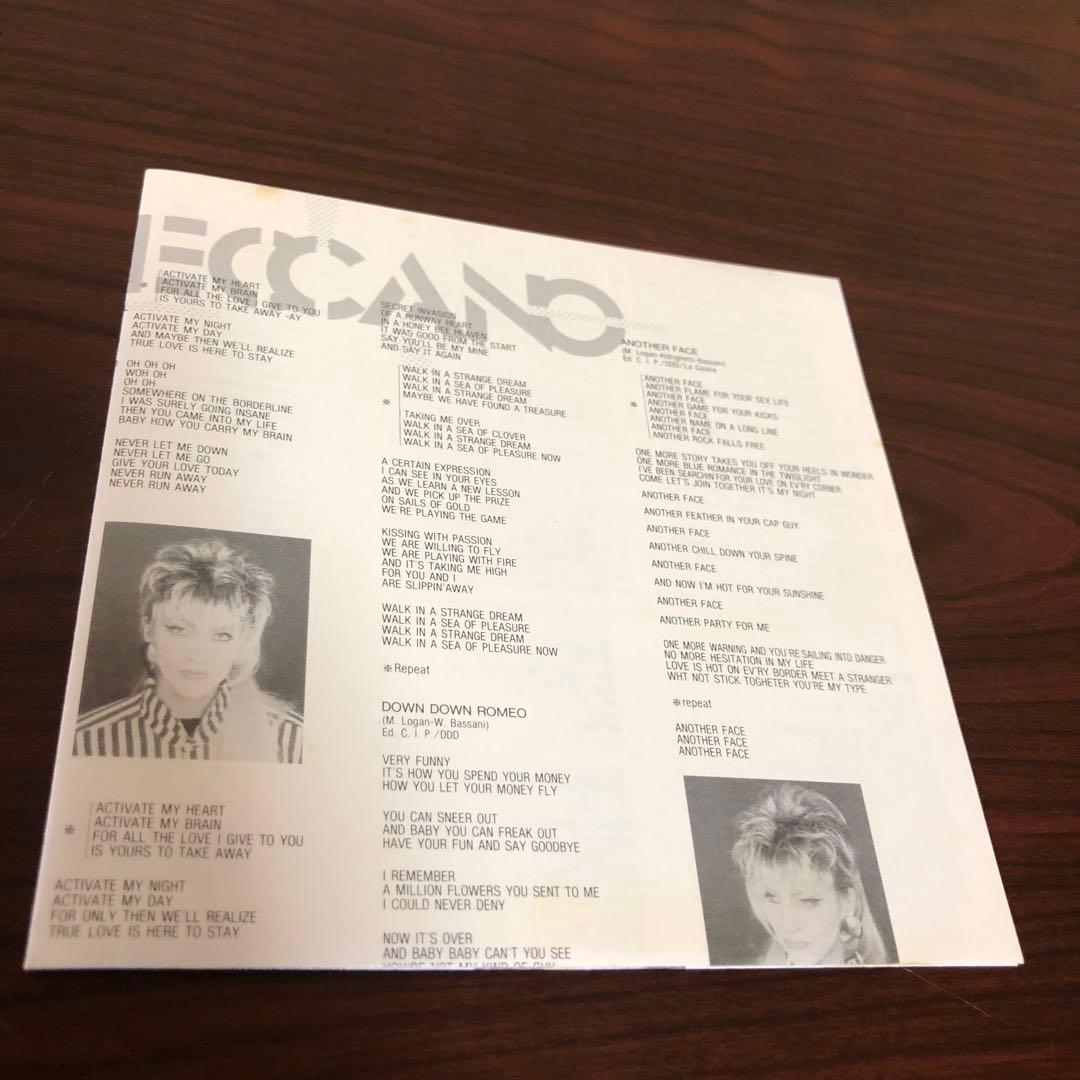 ECCANO
※ ACTIVATE MY HEART
ACTIVATE MY BRAIN
FOR ALL THE LOVE I GIVE TO YOU
IS YOURS TO TAKE AWAY -AY
ACTIVATE MY NIGHT
ACTIVATE MY DAY
AND MAYBE THEN WE'LL REALIZE
TRUE LOVE IS HERE TO STAY
OH OH OH
WOH OH
OH OH
SOMEWHERE ON THE BORDERLINE
I WAS SURELY GOING INSANE
THEN YOU CAME INTO MY LIFE
BABY HOW YOU CARRY MY BRAIN
NEVER LET ME DOWN
NEVER LET ME GO
GIVE YOUR LOVE TODAY
NEVER RUN AWAY
NEVER RUN AWAY
※ ACTIVATE MY HEART
ACTIVATE MY BRAIN
FOR ALL THE LOVE I GIVE TO YOU
IS YOURS TO TAKE AWAY
ACTIVATE MY NIGHT
ACTIVATE MY DAY
FOR ONLY THEN WE'LL REALIZE
TRUE LOVE IS HERE TO STAY
SECRET INVASION
OF A RUNWAY HEART
IN A HONEY BEE HEAVEN
IT WAS GOOD FROM THE START
SAY YOU'LL BE MY MINE
AND SAY IT AGAIN
※ WALK IN A STRANGE DREAM
WALK IN A SEA OF PLEASURE
WALK IN A STRANGE DREAM
MAYBE WE HAVE FOUND A TREASURE
TAKING ME OVER
WALK IN A SEA OF CLOVER
WALK IN A STRANGE DREAM
WALK IN A SEA OF PLEASURE NOW
A CERTAIN EXPRESSION
I CAN SEE IN YOUR EYES
AS WE LEARN A NEW LESSON
AND WE PICK UP THE PRIZE
ON SAILS OF GOLD
WE'RE PLAYING THE GAME
KISSING WITH PASSION
WE ARE WILLING TO FLY
WE ARE PLAYING WITH FIRE
AND IT'S TAKING ME HIGH
FOR YOU AND I
ARE SLIPPIN' AWAY
WALK IN A STRANGE DREAM
WALK IN A SEA OF PLEASURE
WALK IN A STRANGE DREAM
WALK IN A SEA OF PLEASURE NOW
※Repeat
DOWN DOWN ROMEO
(M. Logan-W. Bassani)
Ed. C. I. P./DDD
VERY FUNNY
IT'S HOW YOU SPEND YOUR MONEY
HOW YOU LET YOUR MONEY FLY
YOU CAN SNEER OUT
AND BABY YOU CAN FREAK OUT
HAVE YOUR FUN AND SAY GOODBYE
I REMEMBER
A MILLION FLOWERS YOU SENT TO ME
I COULD NEVER DENY
NOW IT'S OVER
AND BABY BABY CAN'T YOU SEE
YOU'RE NOT MY KIND OF GUY
ANOTHER FACE
(M. Logan-Aldrighetti-Bassani)
Ed. C. I. P./DDD/La Galere
※ ANOTHER FACE
ANOTHER FLAME FOR YOUR SEX LIFE
ANOTHER FACE
ANOTHER GAME FOR YOUR KICKS
ANOTHER FACE
ANOTHER NAME ON A LONG LINE
ANOTHER FACE
ANOTHER ROCK FALLS FREE
ONE MORE STORY TAKES YOU OFF YOUR HEELS IN WONDER
ONE MORE BLUE ROMANCE IN THE TWIGLIGHT
I'VE BEEN SEARCHIN'FOR YOUR LOVE ON EV'RY CORNER
COME LET'S JOIN TOGETHER IT'S MY NIGHT
ANOTHER FACE
ANOTHER FEATHER IN YOUR CAP GUY
ANOTHER FACE
ANOTHER CHILL DOWN YOUR SPINE
ANOTHER FACE
AND NOW I'M HOT FOR YOUR SUNSHINE
ANOTHER FACE
ANOTHER PARTY FOR ME
ONE MORE WARNING AND YOU'RE SAILING INTO DANGER
NO MORE HESITATION IN MY LIFE
LOVE IS HOT ON EV'RY BORDER MEET A STRANGER
WHT NOT STICK TOGHETER YOU'RE MY TYPE
※repeat
ANOTHER FACE
ANOTHER FACE
ANOTHER FACE